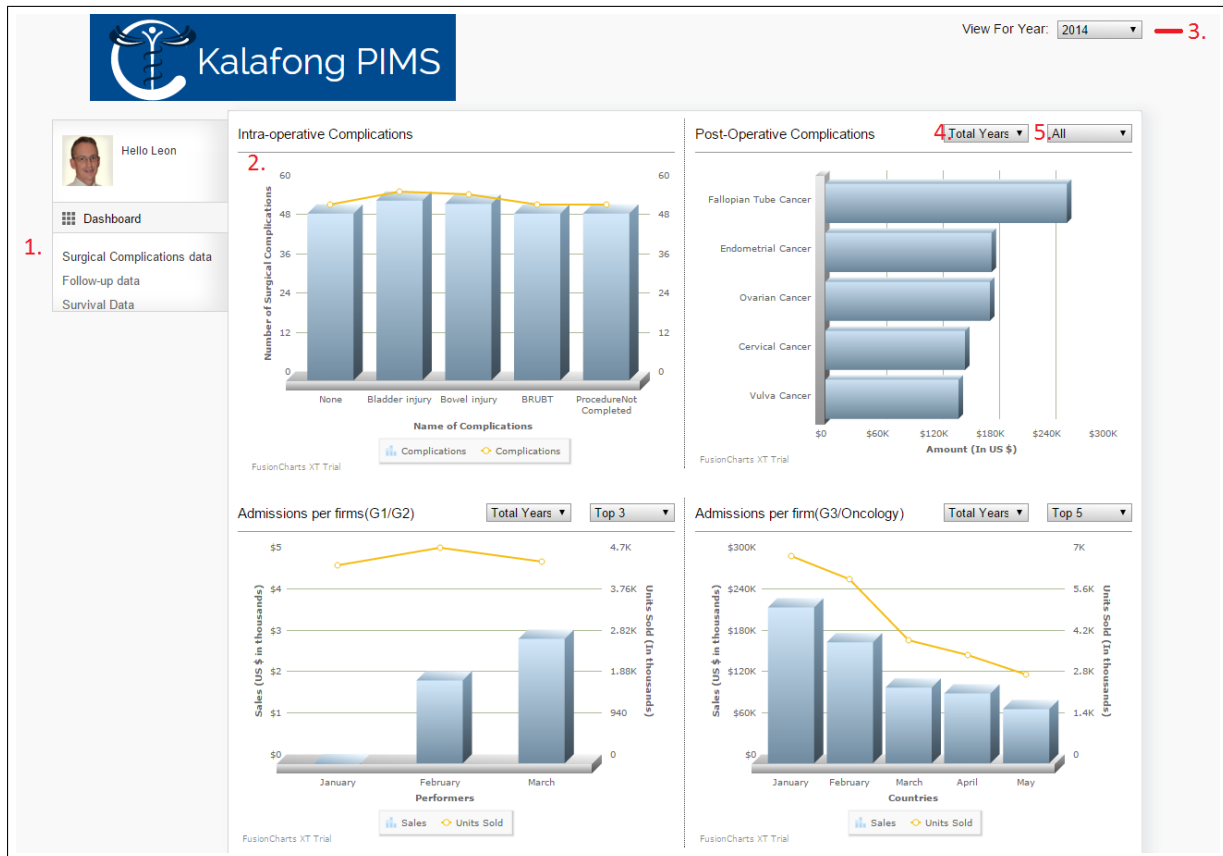 View For Year: 2014 3.
Kalafong PIMS
Hello Leon
Dashboard
1.
Surgical Complications data
Follow-up data
Survival Data
Intra-operative Complications
2.
60 60
48 48
36 36
24 24
12 12
0 0
Number of Surgical Complications
None Bladder injury Bowel injury BRUBT ProcedureNot
Completed
Name of Complications
Complications Complications
FusionCharts XT Trial
Post-Operative Complications 4. Total Years 5. All
Fallopian Tube Cancer
Endometrial Cancer
Ovarian Cancer
Cervical Cancer
Vulva Cancer
$0 $60K $120K $180K $240K $300K
Amount (In US $)
FusionCharts XT Trial
Admissions per firms(G1/G2) Total Years Top 3
$5 4.7K
$4 3.76K
$3 2.82K
$2 1.88K
$1 940
$0 0
Sales (US $ in thousands)
Units Sold (In thousands)
January February March
Performers
Sales Units Sold
FusionCharts XT Trial
Admissions per firm(G3/Oncology) Total Years Top 5
$300K 7K
$240K 5.6K
$180K 4.2K
$120K 2.8K
$60K 1.4K
$0 0
Sales (US $ in thousands)
Units Sold (In thousands)
January February March April May
Countries
Sales Units Sold
FusionCharts XT Trial